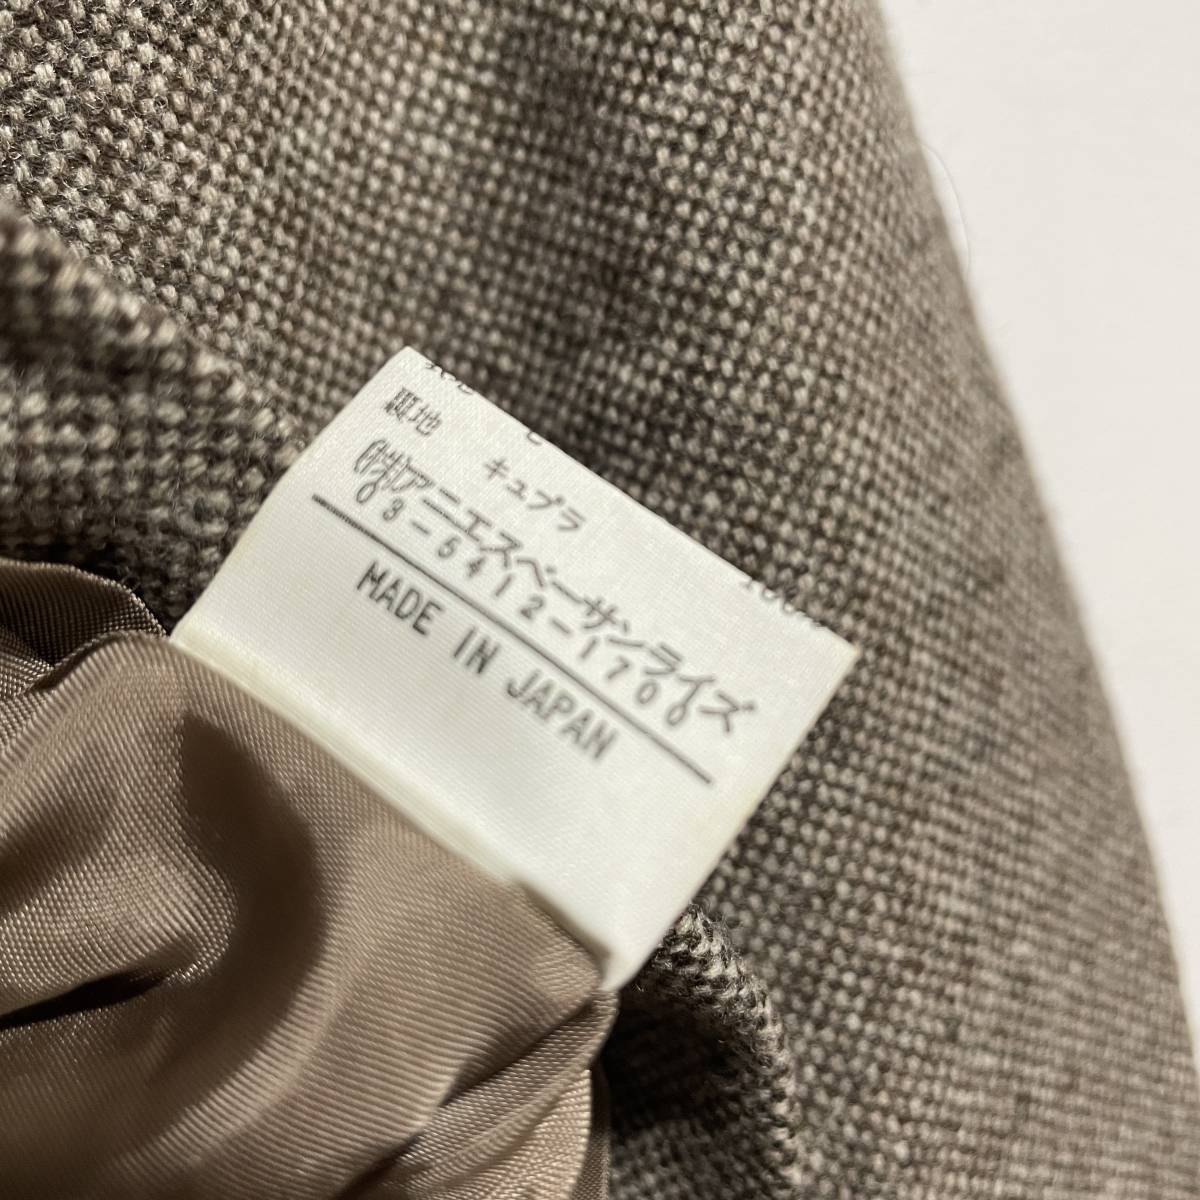 裏地 キュプラ 100
㈱アニエスベーサンライズ
03-5412-1700
MADE IN JAPAN